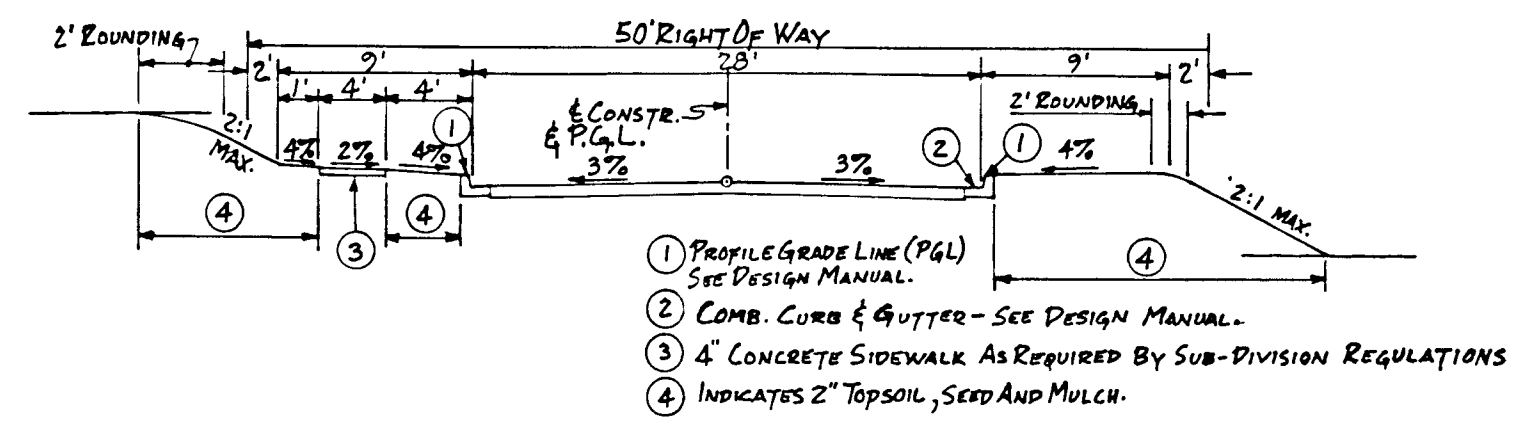 50' RIGHT OF WAY
2' ROUNDING
2'
9'
28'
9'
2'
1'
4'
4'
2' ROUNDING
℄ CONSTR.
& P.G.L.
2:1
MAX.
4%
2%
4%
1
3%
3%
2
1
4%
2:1 MAX.
4
3
4
4
1 PROFILE GRADE LINE (PGL)
SEE DESIGN MANUAL.
2 COMB. CURB & GUTTER - SEE DESIGN MANUAL.
3 4" CONCRETE SIDEWALK AS REQUIRED BY SUB-DIVISION REGULATIONS
4 INDICATES 2" TOPSOIL, SEED AND MULCH.